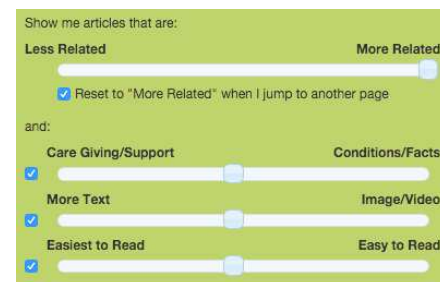 Show me articles that are:
Less Related More Related
Reset to "More Related" when I jump to another page
and:
Care Giving/Support Conditions/Facts
More Text Image/Video
Easiest to Read Easy to Read